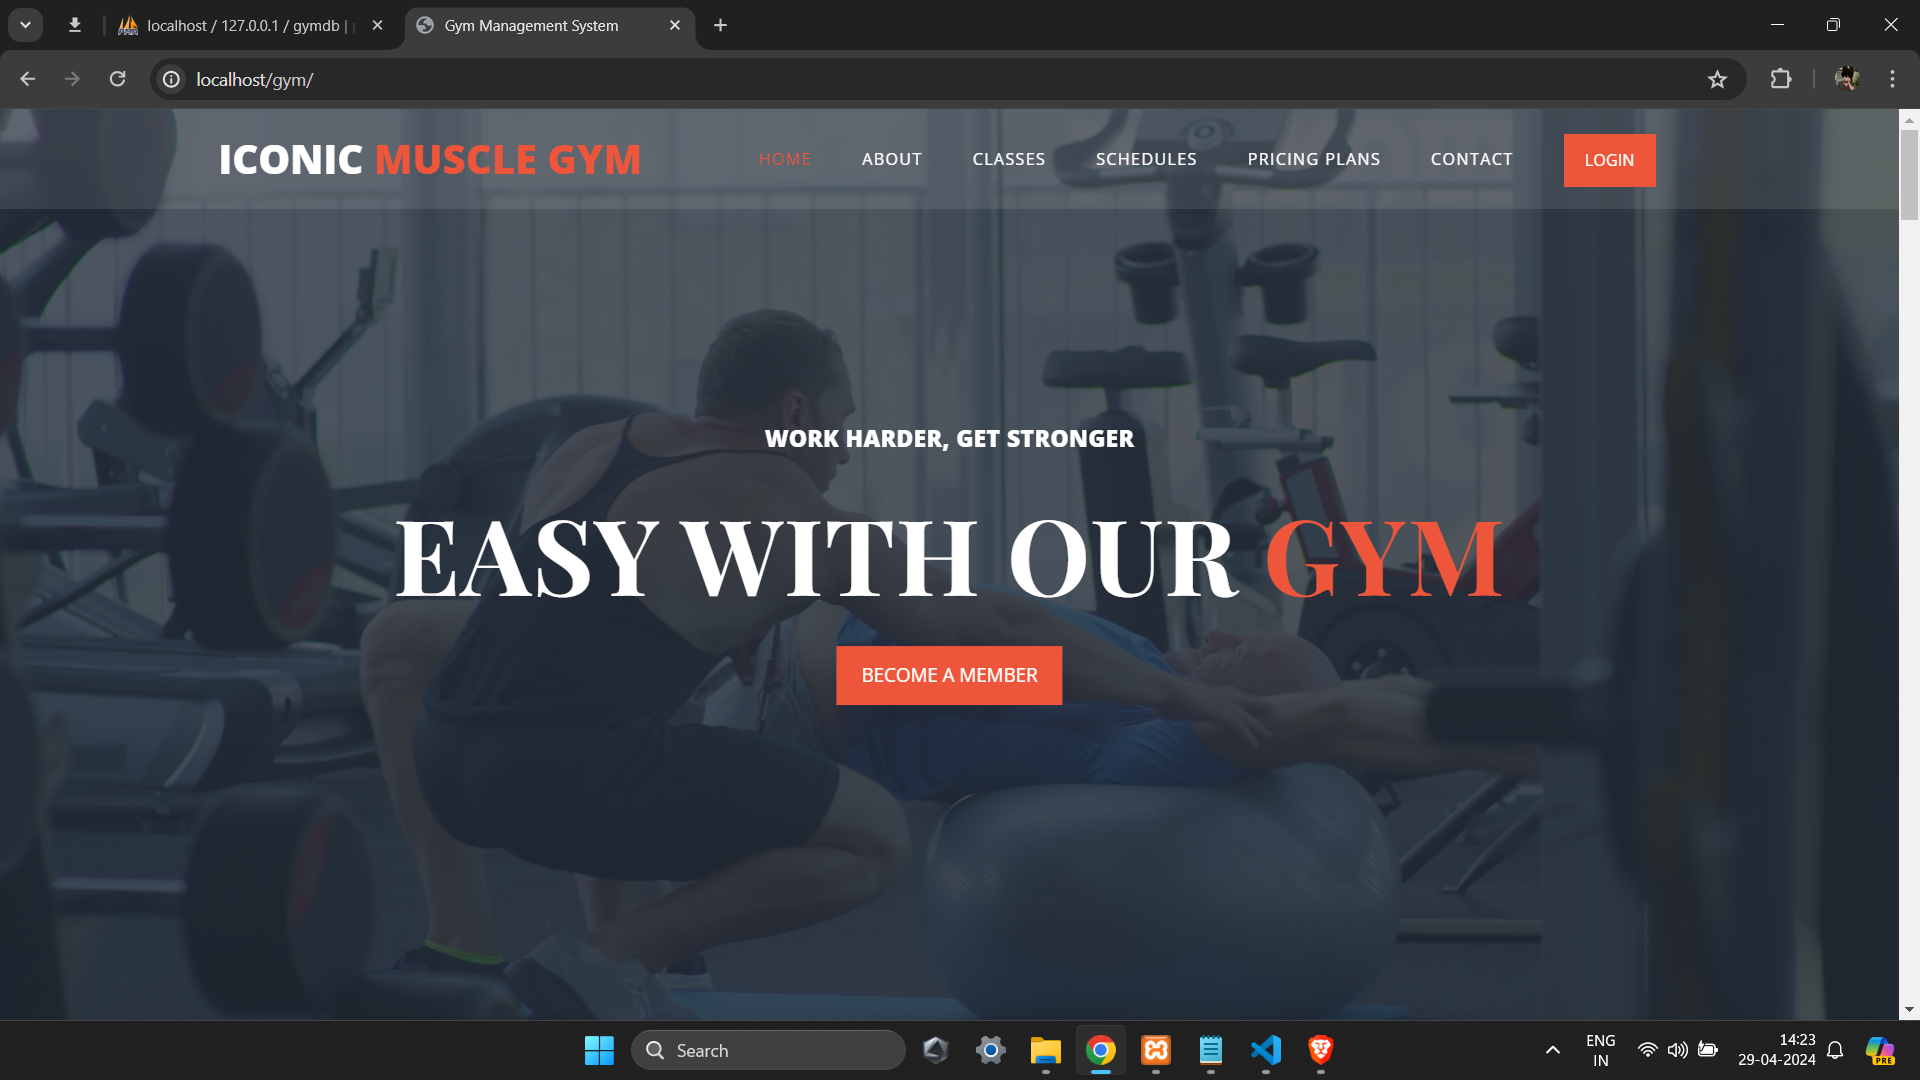 localhost / 127.0.0.1 / gymdb |
Gym Management System
localhost/gym/
ICONIC MUSCLE GYM
HOME
ABOUT
CLASSES
SCHEDULES
PRICING PLANS
CONTACT
LOGIN
WORK HARDER, GET STRONGER
EASY WITH OUR GYM
BECOME A MEMBER
Search
ENG
IN
14:23
29-04-2024
PRE